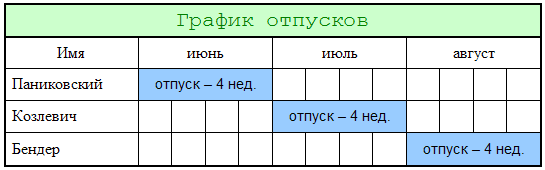 График отпусков
Имя июнь июль август
Паниковский отпуск – 4 нед.
Козлевич отпуск – 4 нед.
Бендер отпуск – 4 нед.